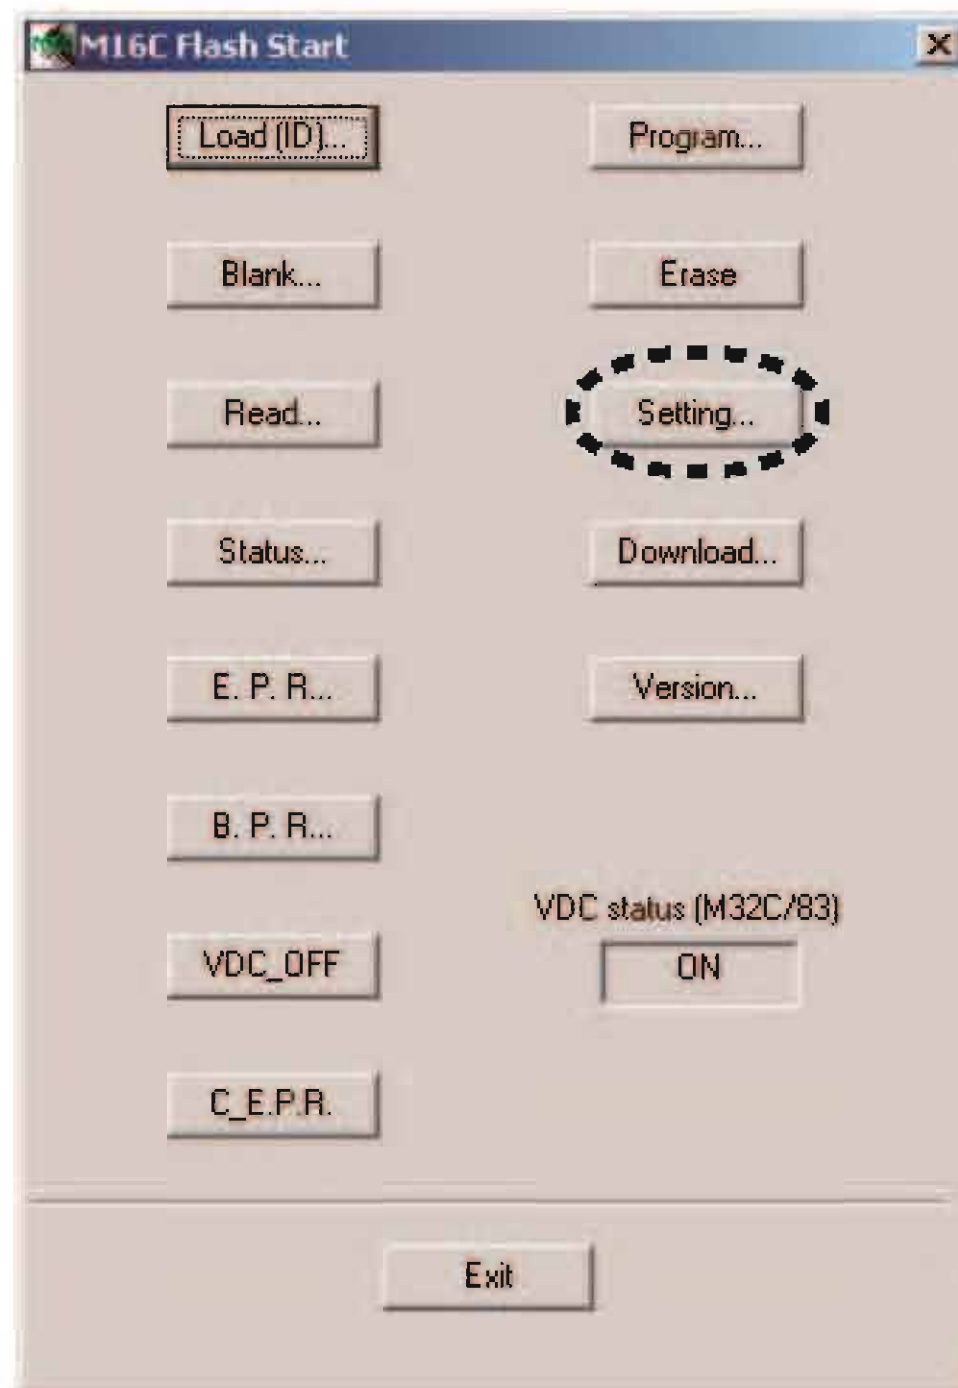 M16C Flash Start
Load (ID)... Program...
Blank... Erase
Read... Setting...
Status... Download...
E. P. R... Version...
B. P. R...
VDC status (M32C/83)
VDC_OFF ON
C_E.P.R.
Exit